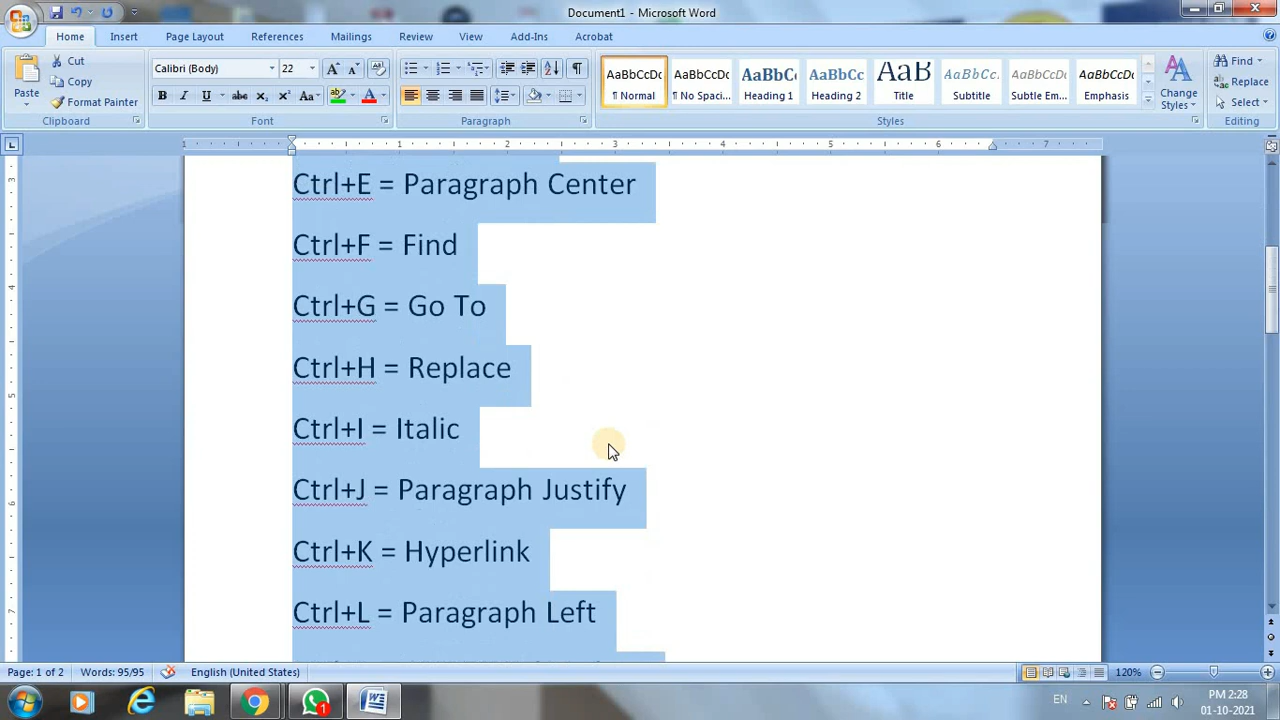 Document1 - Microsoft Word
Home Insert Page Layout References Mailings Review View Add-Ins Acrobat
Paste
Cut
Copy
Format Painter
Clipboard
Calibri (Body) 22
Font
Paragraph
AaBbCcDc AaBbCcDc AaBbC AaBbCc AaB AaBbCc. AaBbCcDc AaBbCcDc
¶ Normal ¶ No Spaci... Heading 1 Heading 2 Title Subtitle Subtle Em... Emphasis
Change Styles
Styles
Find
Replace
Select
Editing
Ctrl+E = Paragraph Center
Ctrl+F = Find
Ctrl+G = Go To
Ctrl+H = Replace
Ctrl+I = Italic
Ctrl+J = Paragraph Justify
Ctrl+K = Hyperlink
Ctrl+L = Paragraph Left
Page: 1 of 2 Words: 95/95 English (United States) 120%
EN
PM 2:28
01-10-2021